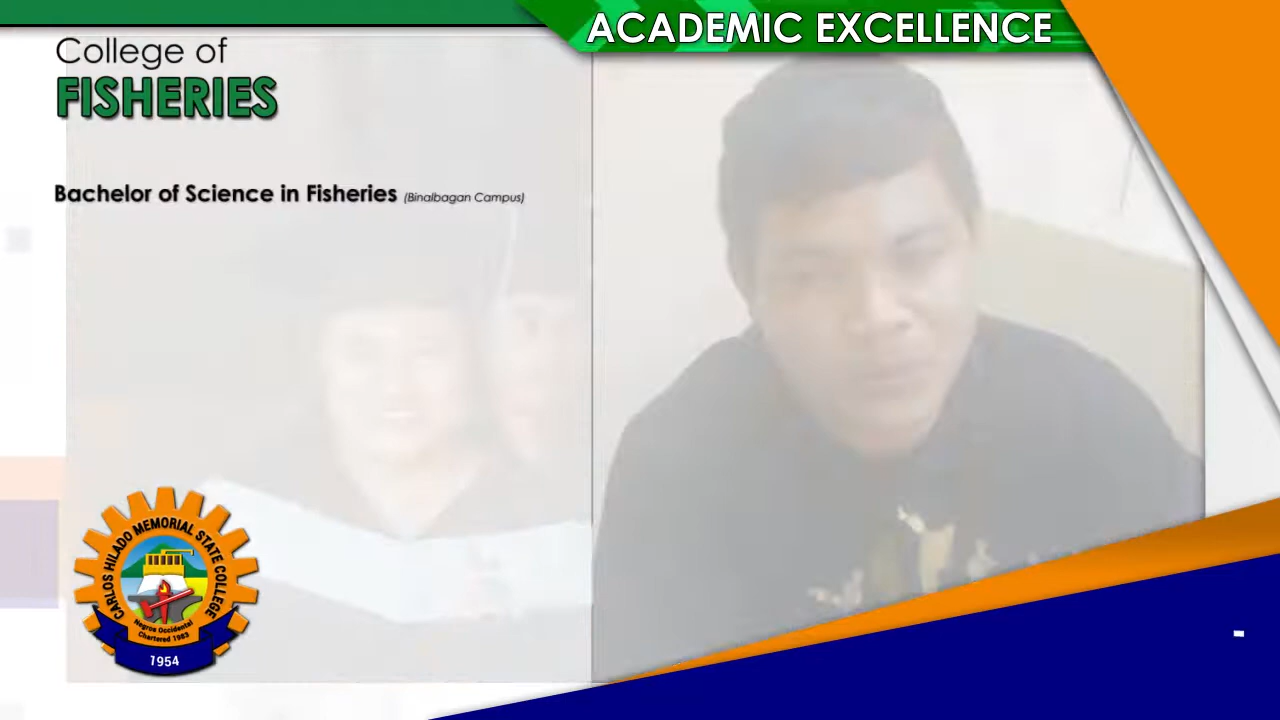 ACADEMIC EXCELLENCE
College of
FISHERIES
Bachelor of Science in Fisheries (Binalbagan Campus)
CARLOS HILADO MEMORIAL STATE COLLEGE
Negros Occidental
Chartered 1983
1954